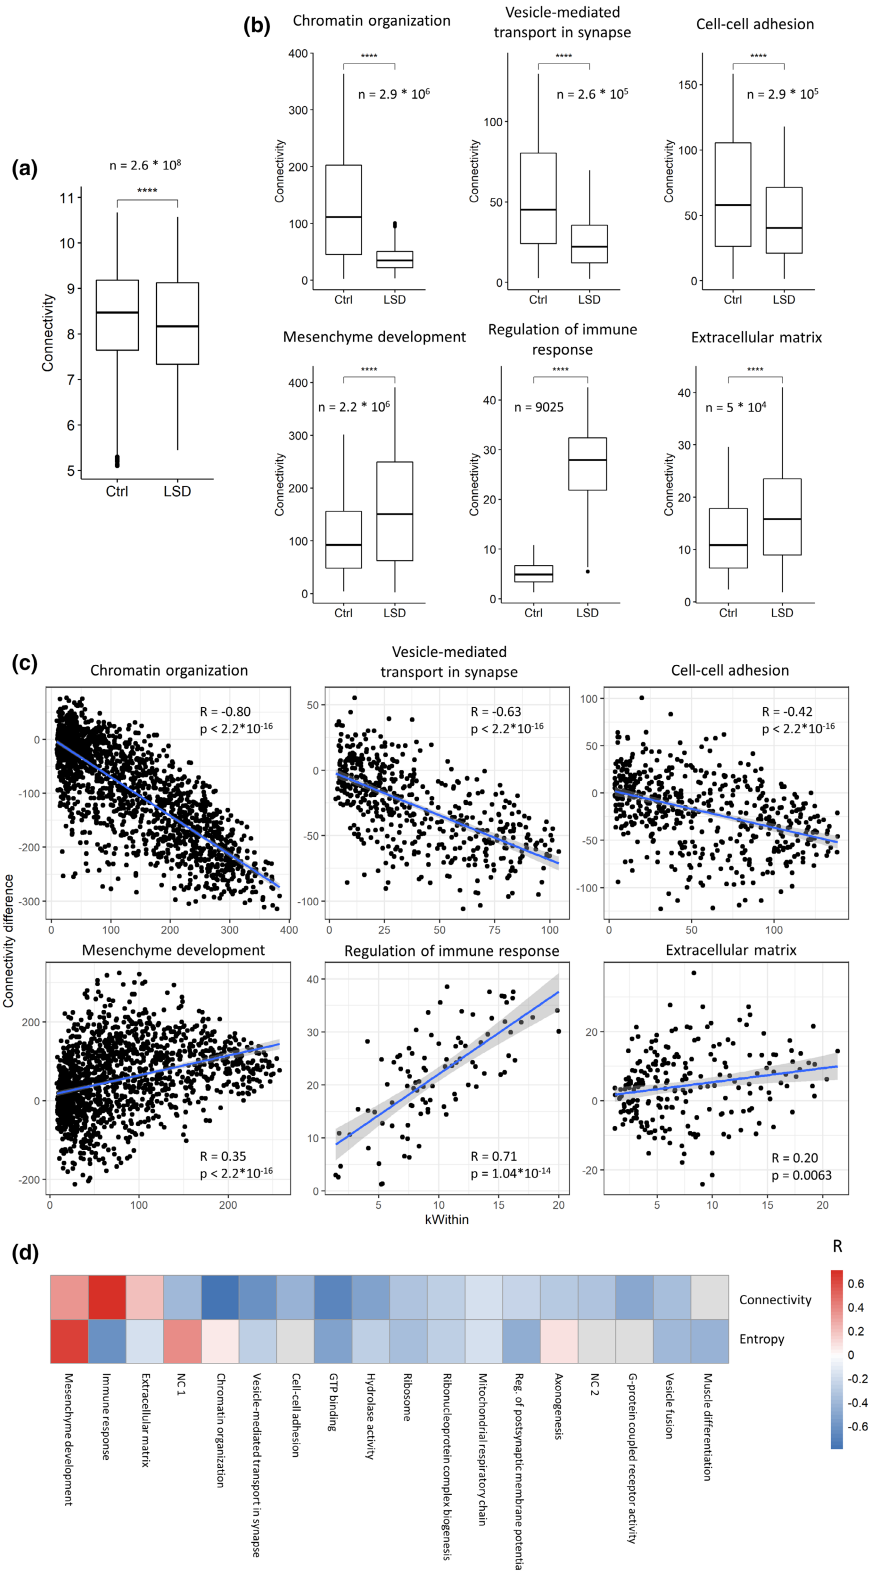 (a)
n = 2.6 * 10⁸
****
Connectivity
11
10
9
8
7
6
5
Ctrl
LSD
(b)
Chromatin organization
****
n = 2.9 * 10⁶
Connectivity
400
300
200
100
0
Ctrl
LSD
Vesicle-mediated
transport in synapse
****
n = 2.6 * 10⁵
Connectivity
100
50
0
Ctrl
LSD
Cell-cell adhesion
****
n = 2.9 * 10⁵
Connectivity
150
100
50
0
Ctrl
LSD
Mesenchyme development
****
n = 2.2 * 10⁶
Connectivity
400
300
200
100
0
Ctrl
LSD
Regulation of immune
response
****
n = 9025
Connectivity
40
30
20
10
0
Ctrl
LSD
Extracellular matrix
****
n = 5 * 10⁴
Connectivity
40
30
20
10
0
Ctrl
LSD
(c)
Connectivity difference
Chromatin organization
R = -0.80
p < 2.2*10⁻¹⁶
0
-100
-200
-300
0 100 200 300 400
Vesicle-mediated
transport in synapse
R = -0.63
p < 2.2*10⁻¹⁶
50
0
-50
-100
0 25 50 75 100
Cell-cell adhesion
R = -0.42
p < 2.2*10⁻¹⁶
100
50
0
-50
-100
0 50 100
Mesenchyme development
R = 0.35
p < 2.2*10⁻¹⁶
200
0
-200
0 100 200
Regulation of immune response
R = 0.71
p = 1.04*10⁻¹⁴
40
30
20
10
0
5 10 15 20
kWithin
Extracellular matrix
R = 0.20
p = 0.0063
20
0
-20
5 10 15 20
(d)
R
0.6
0.4
0.2
0
-0.2
-0.4
-0.6
Connectivity
Entropy
Mesenchyme development
Immune response
Extracellular matrix
NC 1
Chromatin organization
Vesicle-mediated transport in synapse
Cell-cell adhesion
GTP binding
Hydrolase activity
Ribosome
Ribonucleoprotein complex biogenesis
Mitochondrial respiratory chain
Reg. of postsynaptic membrane potentia
Axonogenesis
NC 2
G-protein coupled receptor activity
Vesicle fusion
Muscle differentiation